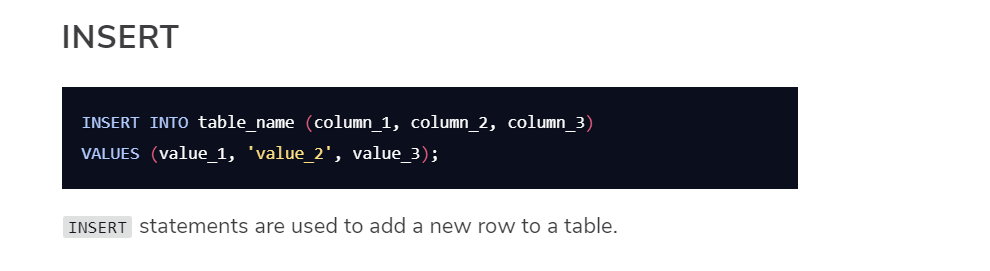 INSERT
INSERT INTO table_name (column_1, column_2, column_3)
VALUES (value_1, 'value_2', value_3);
INSERT statements are used to add a new row to a table.